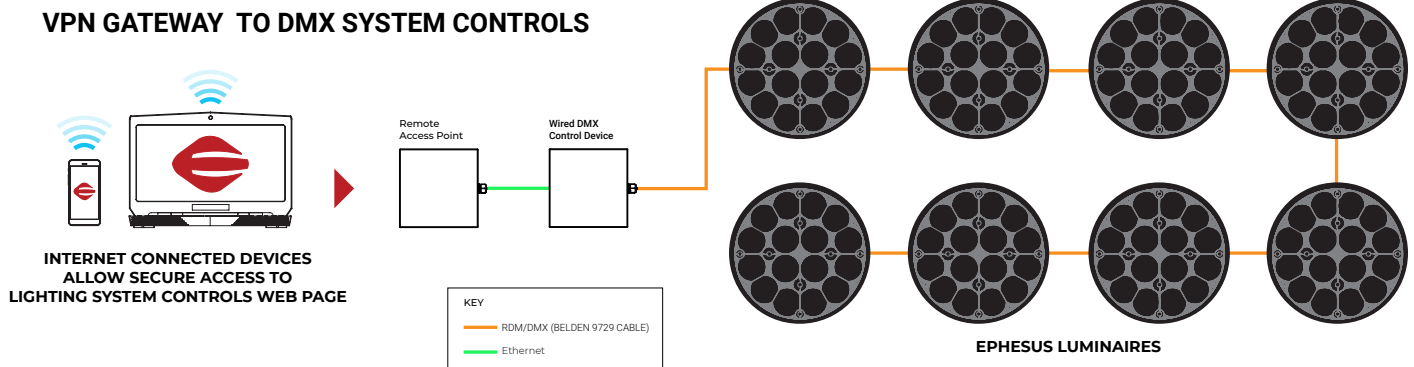 VPN GATEWAY TO DMX SYSTEM CONTROLS
INTERNET CONNECTED DEVICES
ALLOW SECURE ACCESS TO
LIGHTING SYSTEM CONTROLS WEB PAGE
Remote
Access Point
Wired DMX
Control Device
KEY
RDM/DMX (BELDEN 9729 CABLE)
Ethernet
EPHESUS LUMINAIRES